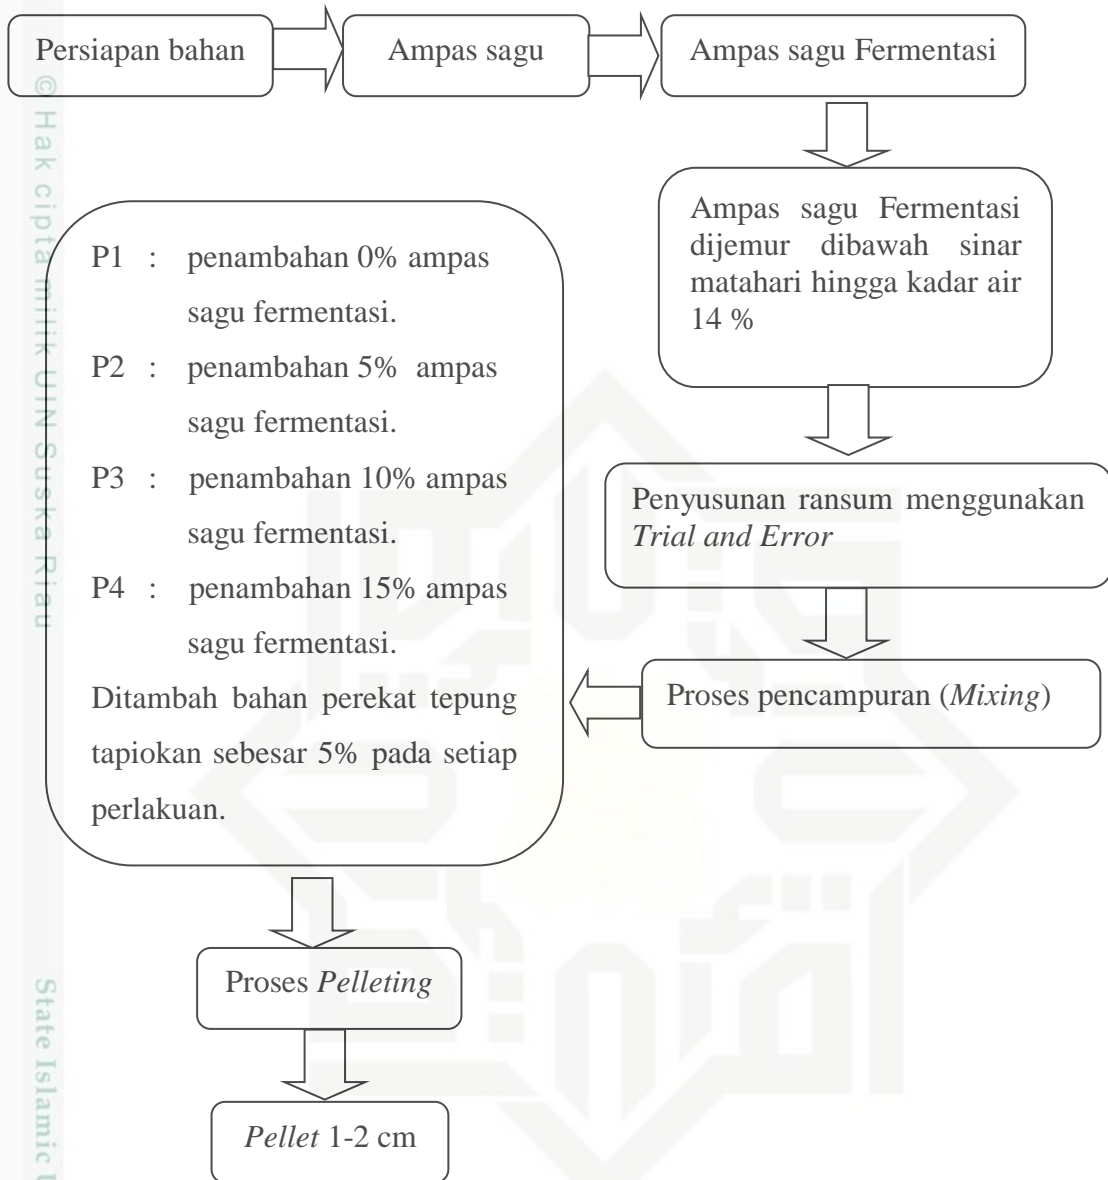 Persiapan bahan
Ampas sagu
Ampas sagu Fermentasi
Ampas sagu Fermentasi
dijemur dibawah sinar
matahari hingga kadar air
14 %
Penyusunan ransum menggunakan
Trial and Error
Proses pencampuran (Mixing)
P1 : penambahan 0% ampas
sagu fermentasi.
P2 : penambahan 5% ampas
sagu fermentasi.
P3 : penambahan 10% ampas
sagu fermentasi.
P4 : penambahan 15% ampas
sagu fermentasi.
Ditambah bahan perekat tepung
tapiokan sebesar 5% pada setiap
perlakuan.
Proses Pelleting
Pellet 1-2 cm
© Hak cipta milik UIN Suska Riau
State Islamic